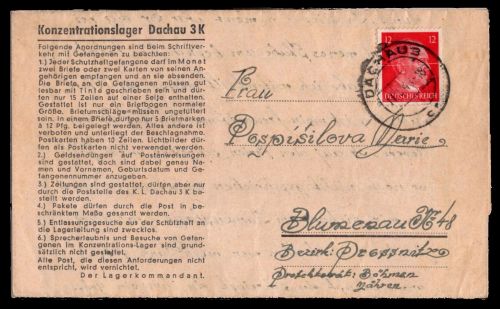 Konzentrationslager Dachau 3 K
Folgende Anordnungen sind beim Schriftver-
kehr mit Gefangenen zu beachten:
1.) Jeder Schutzhaftgefangene darf im Monat
zwei Briefe oder zwei Karten von seinen An-
gehörigen empfangen und an sie absenden.
Die Briefe an die Gefangenen müssen gut
lesbar mit Tinte geschrieben sein und dür-
fen nur 15 Zeilen auf einer Seite enthalten.
Gestattet ist nur ein Briefbogen normaler
Größe. Briefumschläge müssen ungefüttert
sein. In einem Briefe dürfen nur 5 Briefmarken
à 12 Pfg. beigelegt werden. Alles andere ist
verboten und unterliegt der Beschlagnahme.
Postkarten haben 10 Zeilen. Lichtbilder dür-
fen als Postkarten nicht verwendet werden.
2.) Geldsendungen auf Postanweisungen
sind gestattet, doch sind dabei genau Na-
men und Vornamen, Geburtsdatum und Ge-
fangenennummer anzugeben.
3.) Zeitungen sind gestattet, dürfen aber nur
durch die Poststelle des K. L. Dachau 3 K be-
stellt werden.
4.) Pakete dürfen durch die Post in be-
schränktem Maße gesandt werden.
5.) Entlassungsgesuche aus der Schutzhaft an
die Lagerleitung sind zwecklos.
6.) Sprecherlaubnis und Besuche von Gefan-
genen im Konzentrations-Lager sind grund-
sätzlich nicht gestattet.
Alle Post, die diesen Anforderungen nicht
entspricht, wird vernichtet.
Der Lagerkommandant.
12 12
DEUTSCHES REICH
DACHAU 3
Frau
Pospišilova Marie
Blumenau № 48
Bezirk: Prossnitz
Protektorat: Böhmen
Mähren